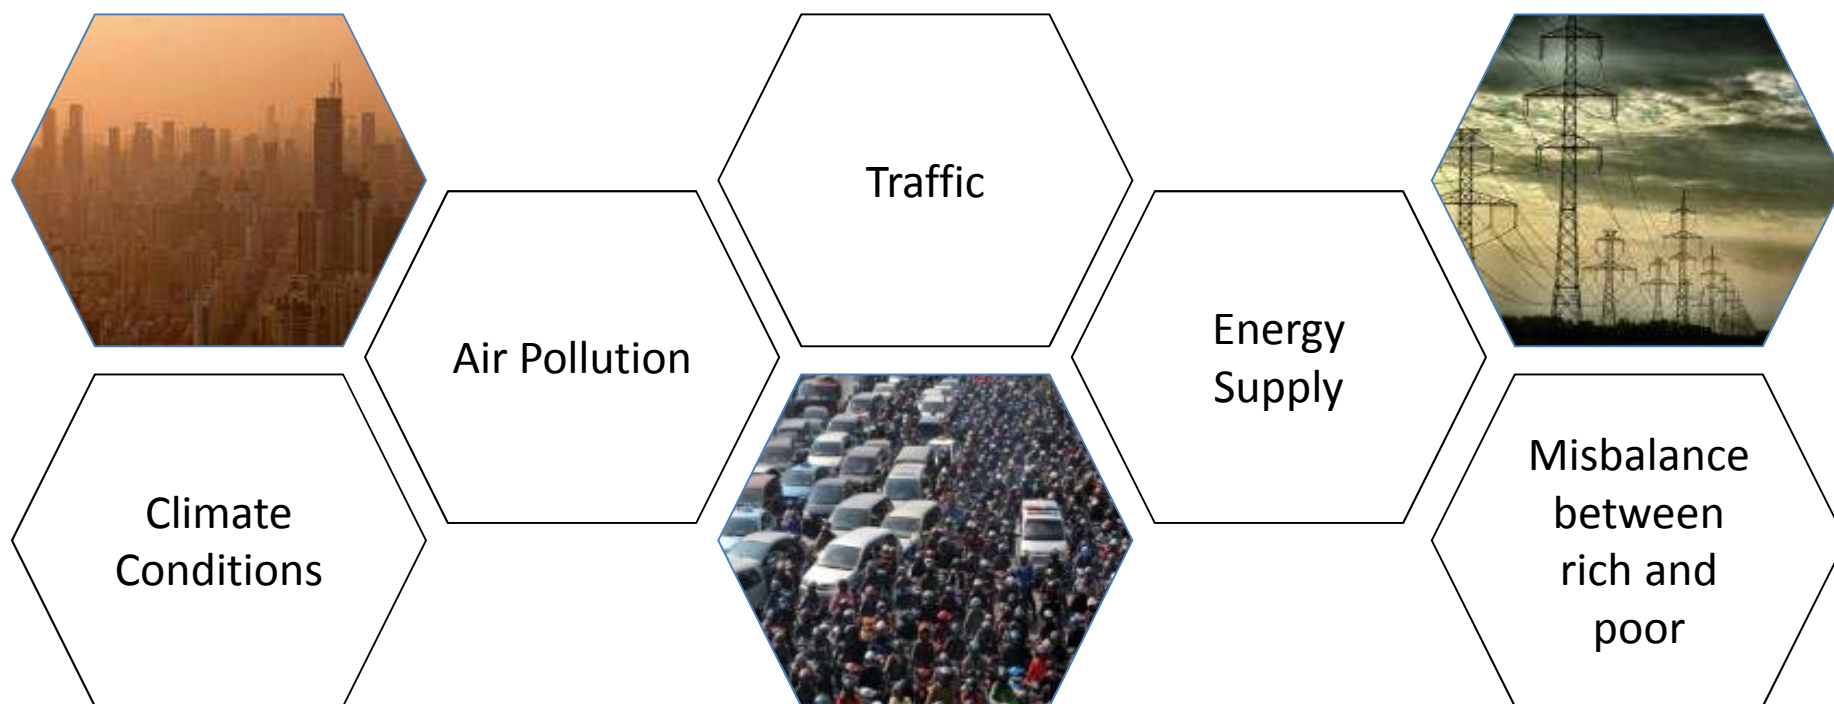 Traffic
Air Pollution
Energy
Supply
Climate
Conditions
Misbalance
between
rich and
poor